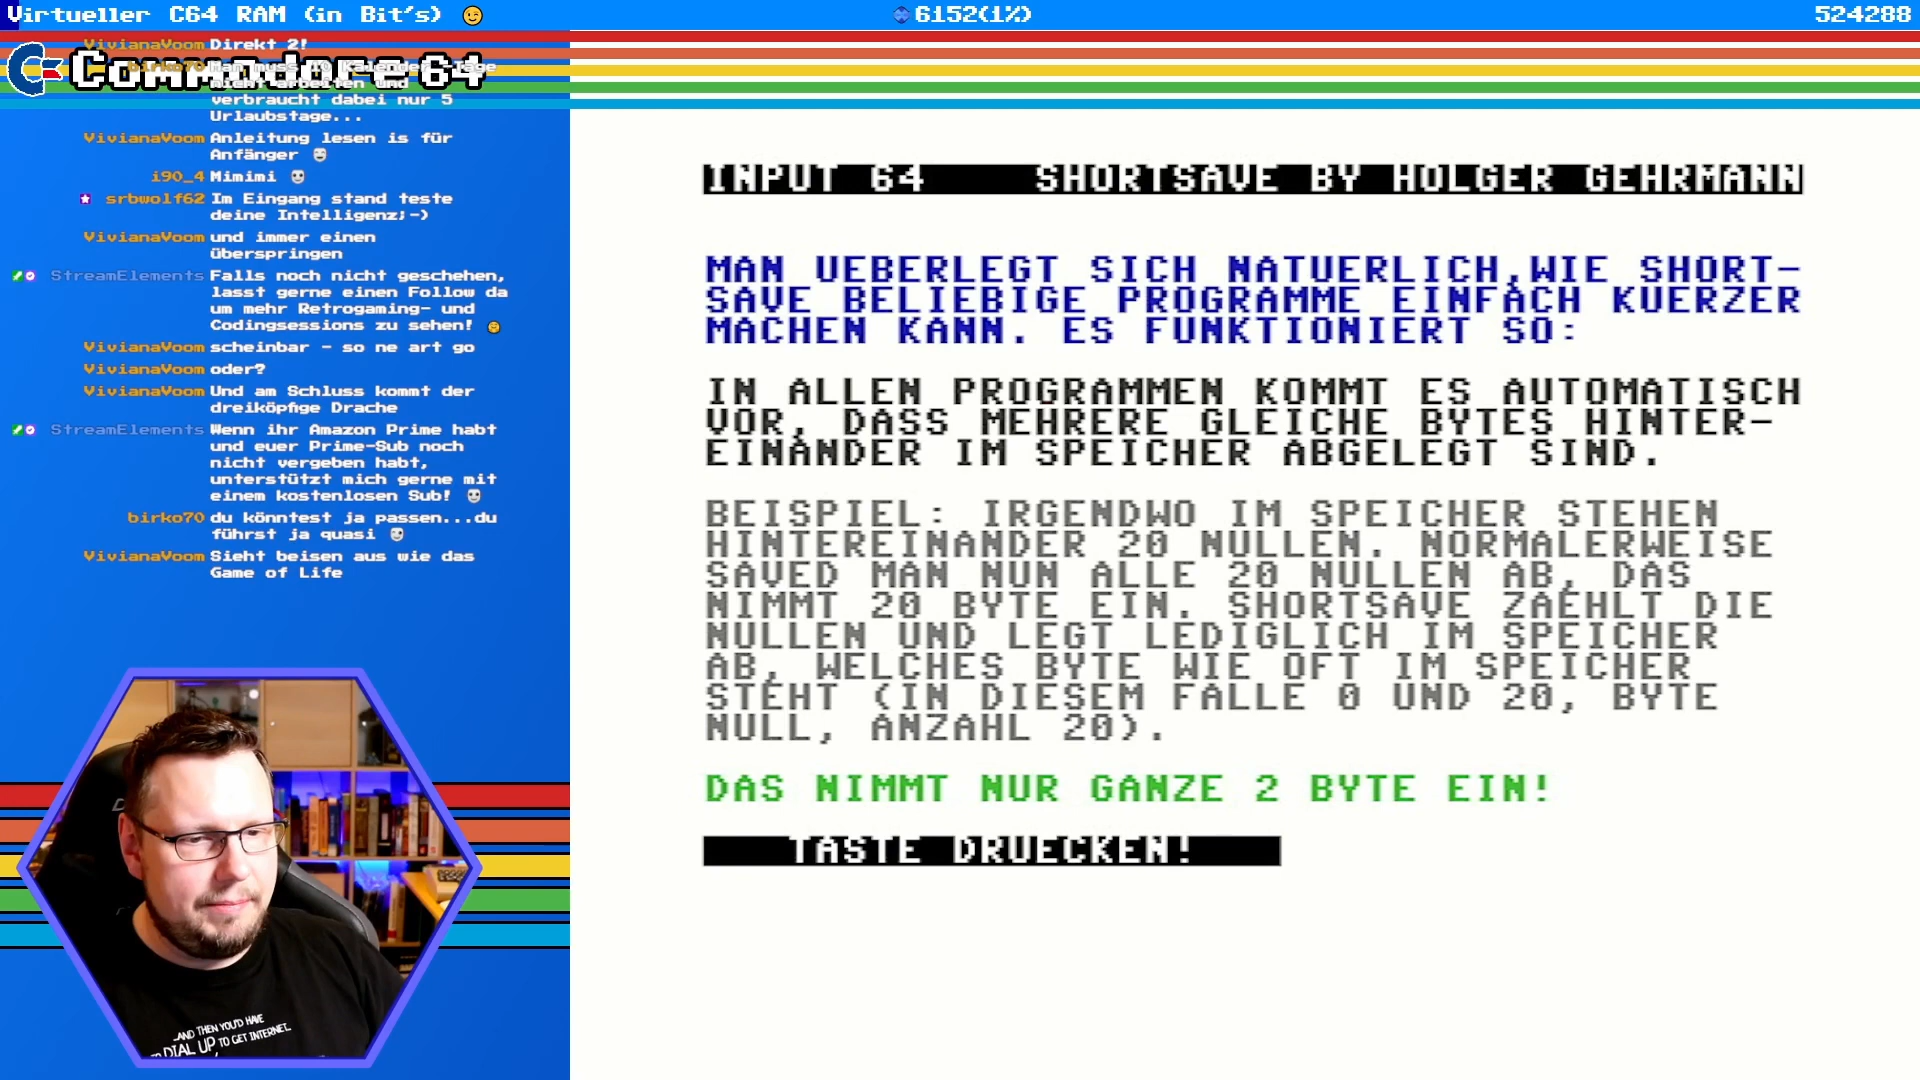 Virtueller C64 RAM (in Bit's)
6152(1%)
524288
Commodore 64
VivianaVoom Direkt 2!
birko70
verbraucht dabei nur 5
Urlaubstage...
VivianaVoom Anleitung lesen is für
Anfänger
i90_4 Mimimi
srbwolf62 Im Eingang stand teste
deine Intelligenz;-)
VivianaVoom und immer einen
überspringen
StreamElements Falls noch nicht geschehen,
lasst gerne einen Follow da
um mehr Retrogaming- und
Codingsessions zu sehen!
VivianaVoom scheinbar - so ne art go
VivianaVoom oder?
VivianaVoom Und am Schluss kommt der
dreiköpfige Drache
StreamElements Wenn ihr Amazon Prime habt
und euer Prime-Sub noch
nicht vergeben habt,
unterstützt mich gerne mit
einem kostenlosen Sub!
birko70 du könntest ja passen...du
führst ja quasi
VivianaVoom Sieht beisen aus wie das
Game of Life
...AND THEN YOU'D HAVE
TO DIAL UP TO GET INTERNET.
INPUT 64 SHORTSAVE BY HOLGER GEHRMANN
MAN UEBERLEGT SICH NATUERLICH,WIE SHORT-
SAVE BELIEBIGE PROGRAMME EINFACH KUERZER
MACHEN KANN. ES FUNKTIONIERT SO:
IN ALLEN PROGRAMMEN KOMMT ES AUTOMATISCH
VOR, DASS MEHRERE GLEICHE BYTES HINTER-
EINANDER IM SPEICHER ABGELEGT SIND.
BEISPIEL: IRGENDWO IM SPEICHER STEHEN
HINTEREINANDER 20 NULLEN. NORMALERWEISE
SAVED MAN NUN ALLE 20 NULLEN AB, DAS
NIMMT 20 BYTE EIN. SHORTSAVE ZAEHLT DIE
NULLEN UND LEGT LEDIGLICH IM SPEICHER
AB, WELCHES BYTE WIE OFT IM SPEICHER
STEHT (IN DIESEM FALLE 0 UND 20, BYTE
NULL, ANZAHL 20).
DAS NIMMT NUR GANZE 2 BYTE EIN!
TASTE DRUECKEN!